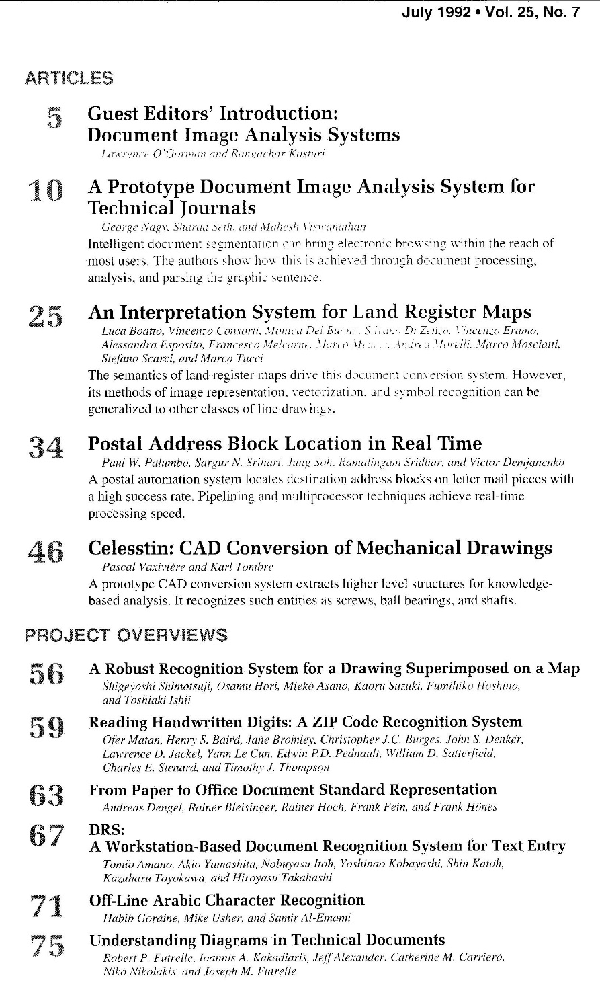 July 1992 • Vol. 25, No. 7
ARTICLES
5 Guest Editors' Introduction:
Document Image Analysis Systems
Lawrence O'Gorman and Rangachar Kasturi
10 A Prototype Document Image Analysis System for
Technical Journals
George Nagy, Sharad Seth, and Mahesh Viswanathan
Intelligent document segmentation can bring electronic browsing within the reach of
most users. The authors show how this is achieved through document processing,
analysis, and parsing the graphic sentence.
25 An Interpretation System for Land Register Maps
Luca Boatto, Vincenzo Consorti, Monica Del Buono, Silvano Di Zenzo, Vincenzo Eramo,
Alessandra Esposito, Francesco Melcarne, Marco Andrea Morelli, Marco Mosciatti,
Stefano Scarci, and Marco Tucci
The semantics of land register maps drive this document conversion system. However,
its methods of image representation, vectorization, and symbol recognition can be
generalized to other classes of line drawings.
34 Postal Address Block Location in Real Time
Paul W. Palumbo, Sargur N. Srihari, Jung Soh, Ramalingam Sridhar, and Victor Demjanenko
A postal automation system locates destination address blocks on letter mail pieces with
a high success rate. Pipelining and multiprocessor techniques achieve real-time
processing speed.
46 Celesstin: CAD Conversion of Mechanical Drawings
Pascal Vaxivière and Karl Tombre
A prototype CAD conversion system extracts higher level structures for knowledge-
based analysis. It recognizes such entities as screws, ball bearings, and shafts.
PROJECT OVERVIEWS
56 A Robust Recognition System for a Drawing Superimposed on a Map
Shigeyoshi Shimotsuji, Osamu Hori, Mieko Asano, Kaoru Suzuki, Fumihiko Hoshino,
and Toshiaki Ishii
59 Reading Handwritten Digits: A ZIP Code Recognition System
Ofer Matan, Henry S. Baird, Jane Bromley, Christopher J.C. Burges, John S. Denker,
Lawrence D. Jackel, Yann Le Cun, Edwin P.D. Pednault, William D. Satterfield,
Charles E. Stenard, and Timothy J. Thompson
63 From Paper to Office Document Standard Representation
Andreas Dengel, Rainer Bleisinger, Rainer Hoch, Frank Fein, and Frank Hönes
67 DRS:
A Workstation-Based Document Recognition System for Text Entry
Tomio Amano, Akio Yamashita, Nobuyasu Itoh, Yoshinao Kobayashi, Shin Katoh,
Kazuharu Toyokawa, and Hiroyasu Takahashi
71 Off-Line Arabic Character Recognition
Habib Goraine, Mike Usher, and Samir Al-Emami
75 Understanding Diagrams in Technical Documents
Robert P. Futrelle, Ioannis A. Kakadiaris, Jeff Alexander, Catherine M. Carriero,
Niko Nikolakis, and Joseph M. Futrelle